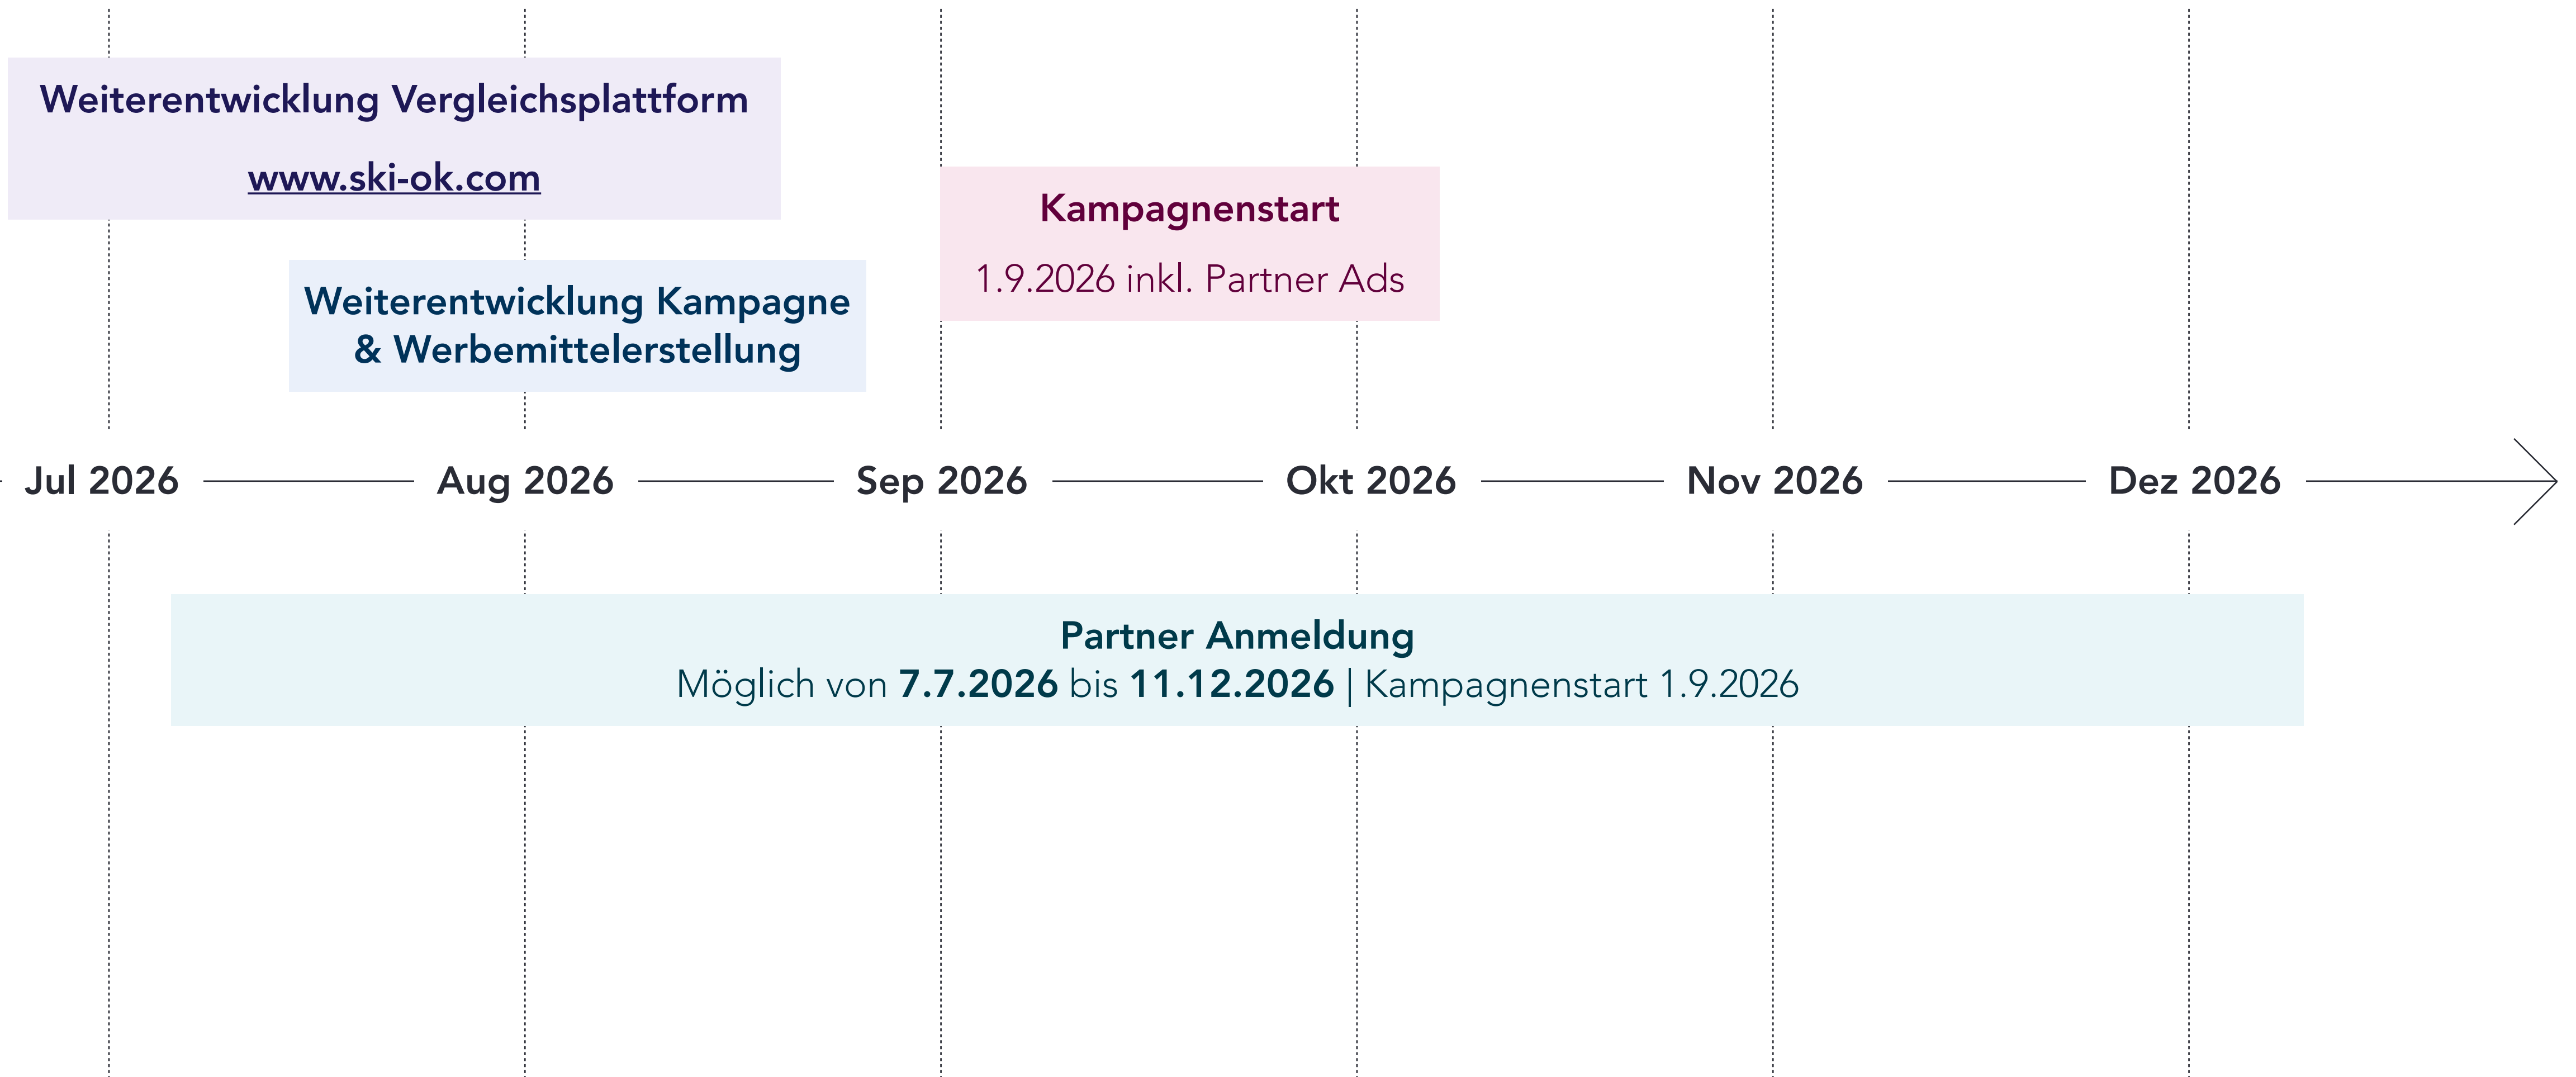 Weiterentwicklung Vergleichsplattform
www.ski-ok.com
Kampagnenstart
1.9.2026 inkl. Partner Ads
Weiterentwicklung Kampagne
& Werbemittelerstellung
Jul 2026
Aug 2026
Sep 2026
Okt 2026
Nov 2026
Dez 2026
Partner Anmeldung
Möglich von 7.7.2026 bis 11.12.2026 | Kampagnenstart 1.9.2026